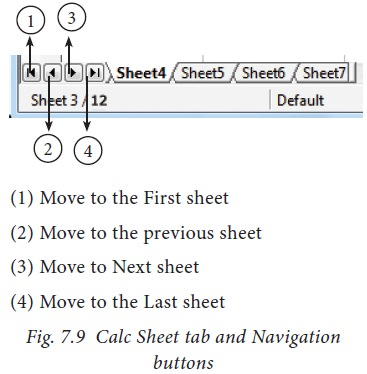 1 3
Sheet4 Sheet5 Sheet6 Sheet7
Sheet 3 / 12 Default
2 4
(1) Move to the First sheet
(2) Move to the previous sheet
(3) Move to Next sheet
(4) Move to the Last sheet
Fig. 7.9 Calc Sheet tab and Navigation
buttons